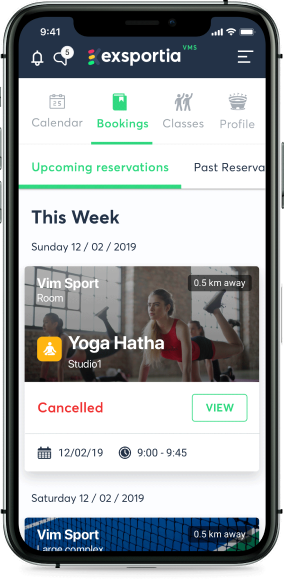 9:41
5
exsportia VMS
Calendar Bookings Classes Profile
Upcoming reservations Past Reserva
This Week
Sunday 12 / 02 / 2019
Vim Sport 0.5 km away
Room
Yoga Hatha
Studio1
Cancelled VIEW
12/02/19 9:00 - 9:45
Saturday 12 / 02 / 2019
Vim Sport 0.5 km away
Large complex